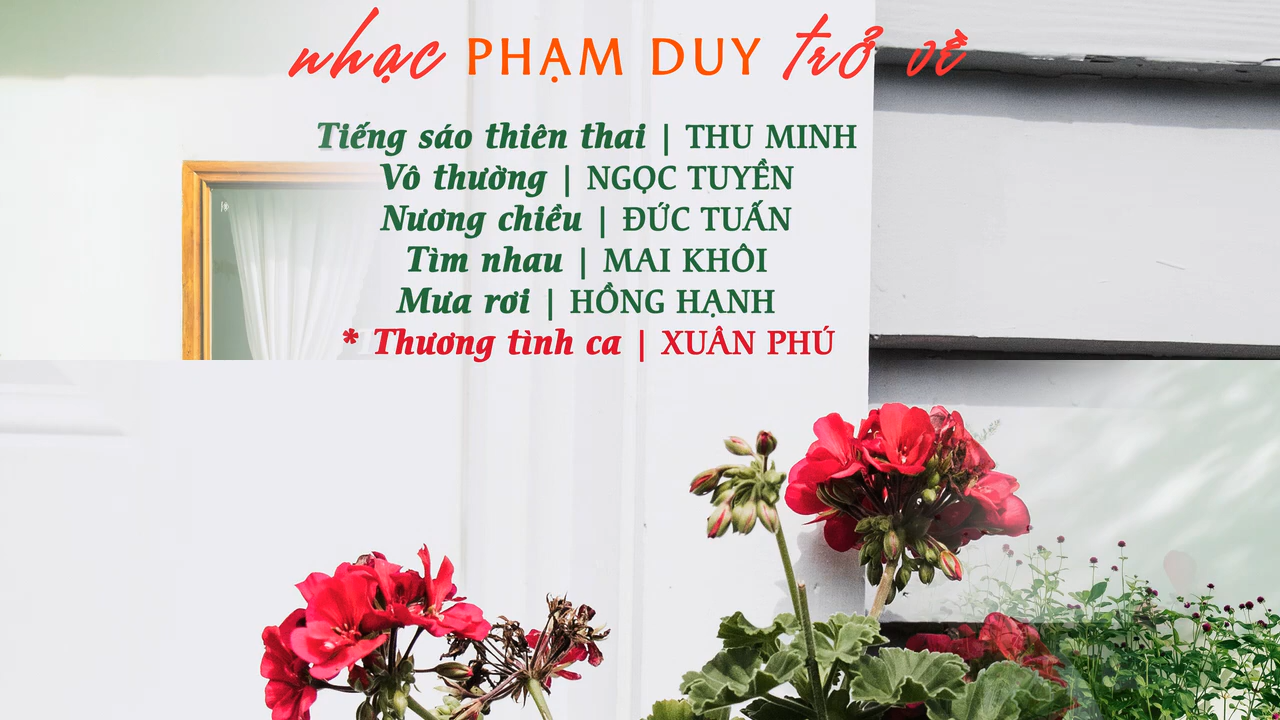 nhạc PHẠM DUY trở về
Tiếng sáo thiên thai | THU MINH
Vô thường | NGỌC TUYỀN
Nương chiều | ĐỨC TUẤN
Tìm nhau | MAI KHÔI
Mưa rơi | HỒNG HẠNH
* Thương tình ca | XUÂN PHÚ